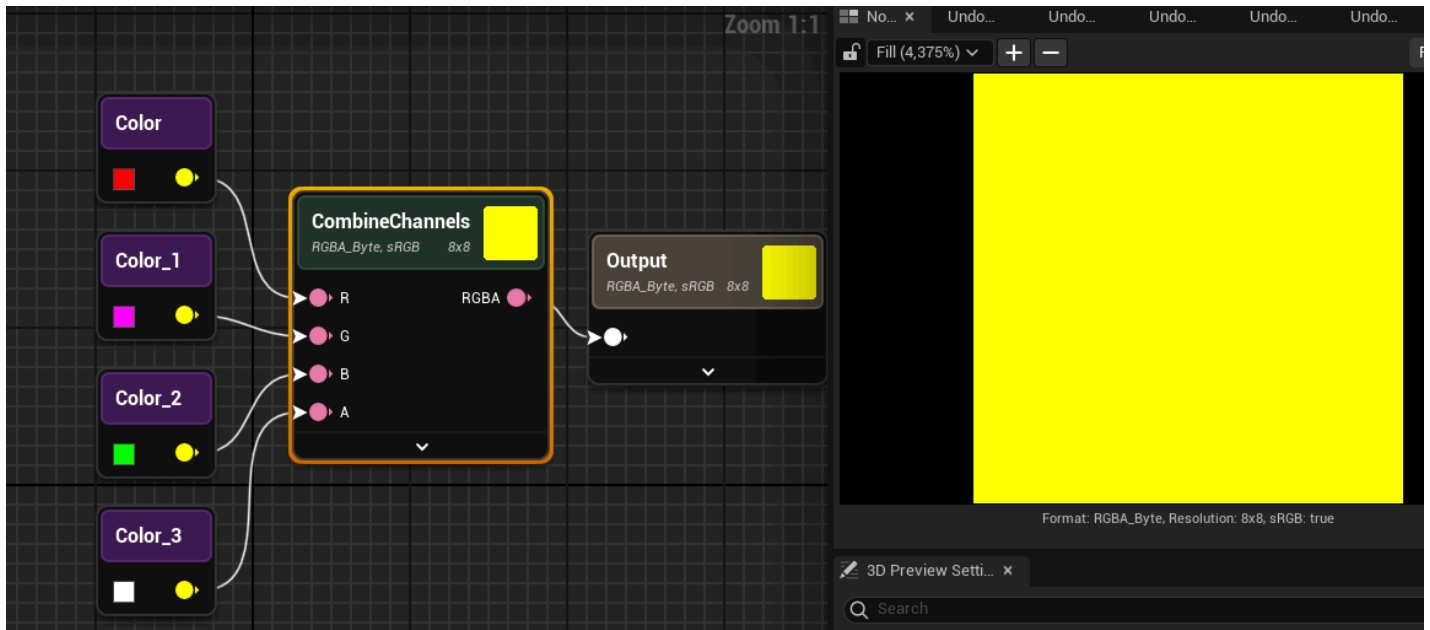 Zoom 1:1
Color
Color_1
Color_2
Color_3
CombineChannels
RGBA_Byte, sRGB 8x8
R RGBA
G
B
A
Output
RGBA_Byte, sRGB 8x8
No... × Undo... Undo... Undo... Undo... Undo...
Fill (4,375%)
Format: RGBA_Byte, Resolution: 8x8, sRGB: true
3D Preview Setti... ×
Search